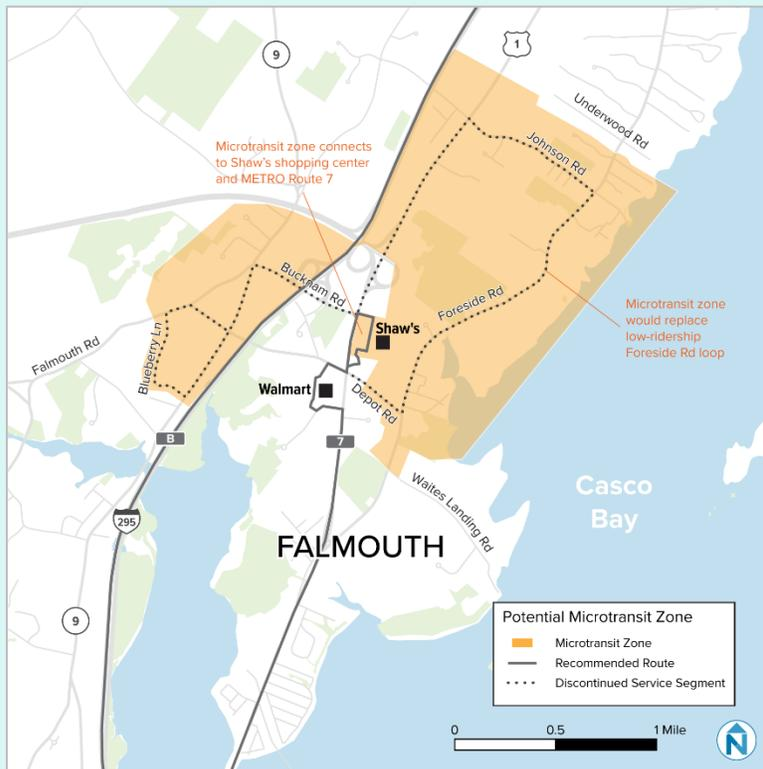 9
1
Underwood Rd
Johnson Rd
Microtransit zone connects
to Shaw's shopping center
and METRO Route 7
Bucknam Rd
Foreside Rd
Microtransit zone
would replace
low-ridership
Foreside Rd loop
Shaw's
Falmouth Rd
Blueberry Ln
Walmart
Depot Rd
B
7
Waites Landing Rd
Casco
Bay
295
FALMOUTH
9
Potential Microtransit Zone
Microtransit Zone
Recommended Route
Discontinued Service Segment
0 0.5 1 Mile
N